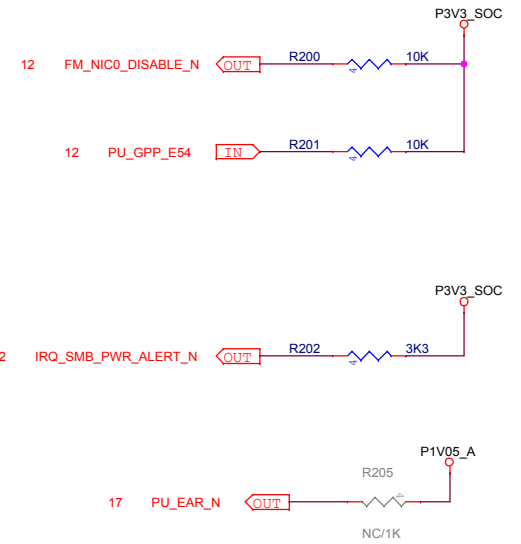 P3V3_SOC
12 FM_NIC0_DISABLE_N OUT R200 10K
12 PU_GPP_E54 IN R201 10K
P3V3_SOC
2 IRQ_SMB_PWR_ALERT_N OUT R202 3K3
P1V05_A
R205
17 PU_EAR_N OUT
NC/1K